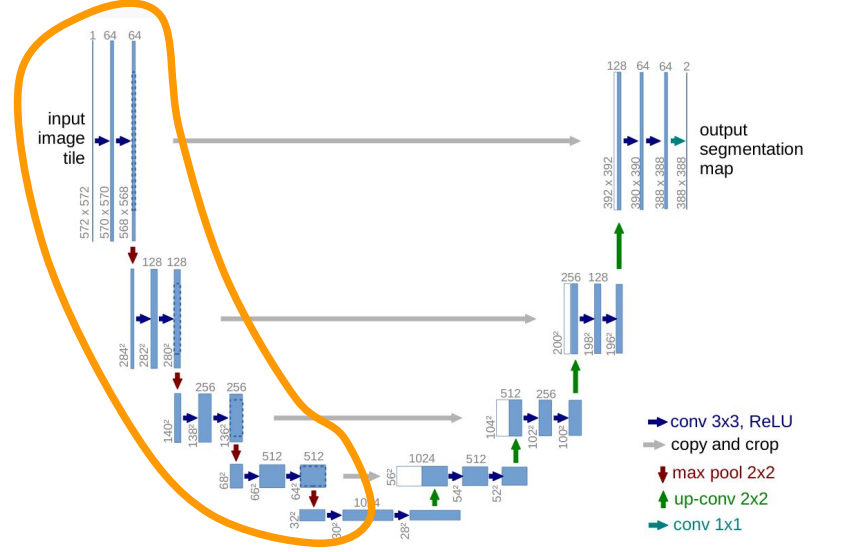 1 64 64
128 64 64 2
input
image
tile
output
segmentation
map
572 x 572
570 x 570
568 x 568
392 x 392
390 x 390
388 x 388
388 x 388
128 128
256 128
284²
282²
280²
200²
198²
196²
256 256
512 256
140²
138²
136²
104²
102²
100²
512 512
1024 512
68²
66²
64²
56²
54²
52²
1024
32²
30²
28²
conv 3x3, ReLU
copy and crop
max pool 2x2
up-conv 2x2
conv 1x1